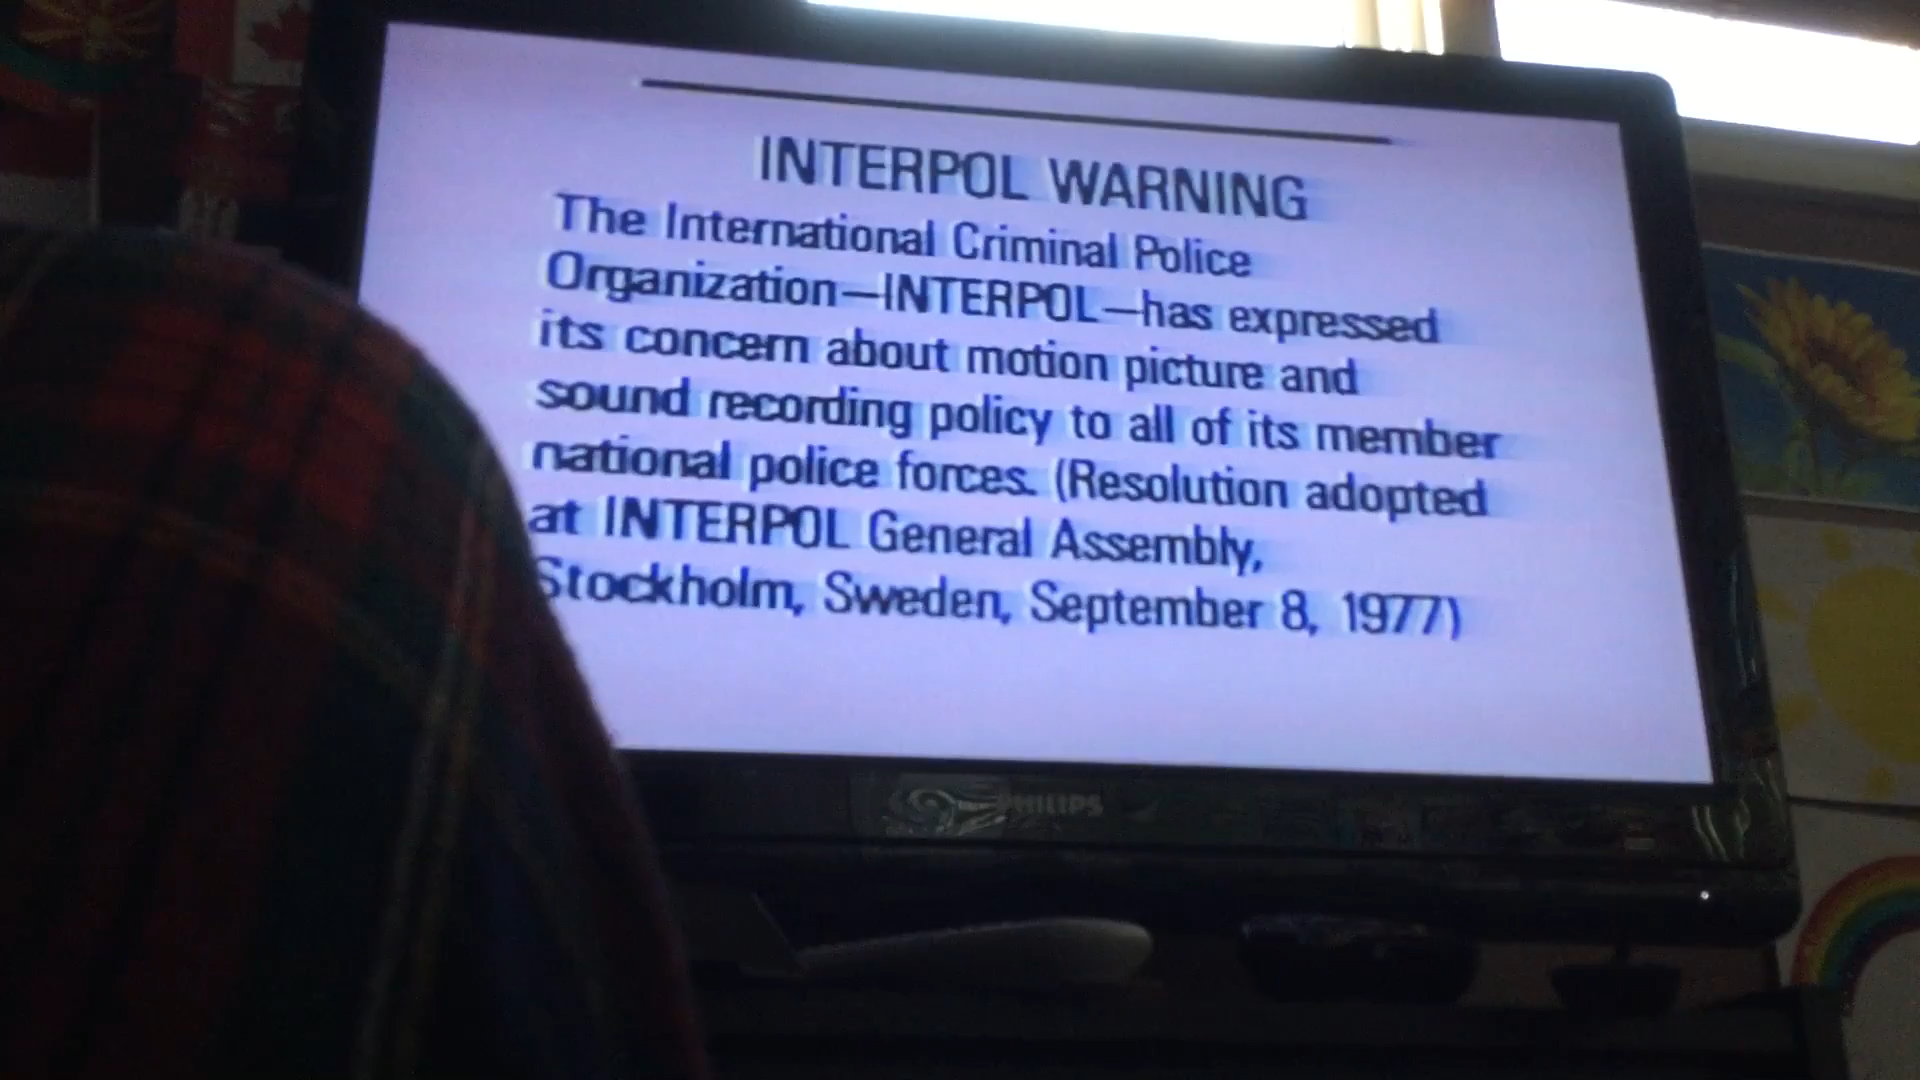 INTERPOL WARNING
The International Criminal Police
Organization—INTERPOL—has expressed
its concern about motion picture and
sound recording policy to all of its member
national police forces. (Resolution adopted
at INTERPOL General Assembly,
Stockholm, Sweden, September 8, 1977)
PHILIPS